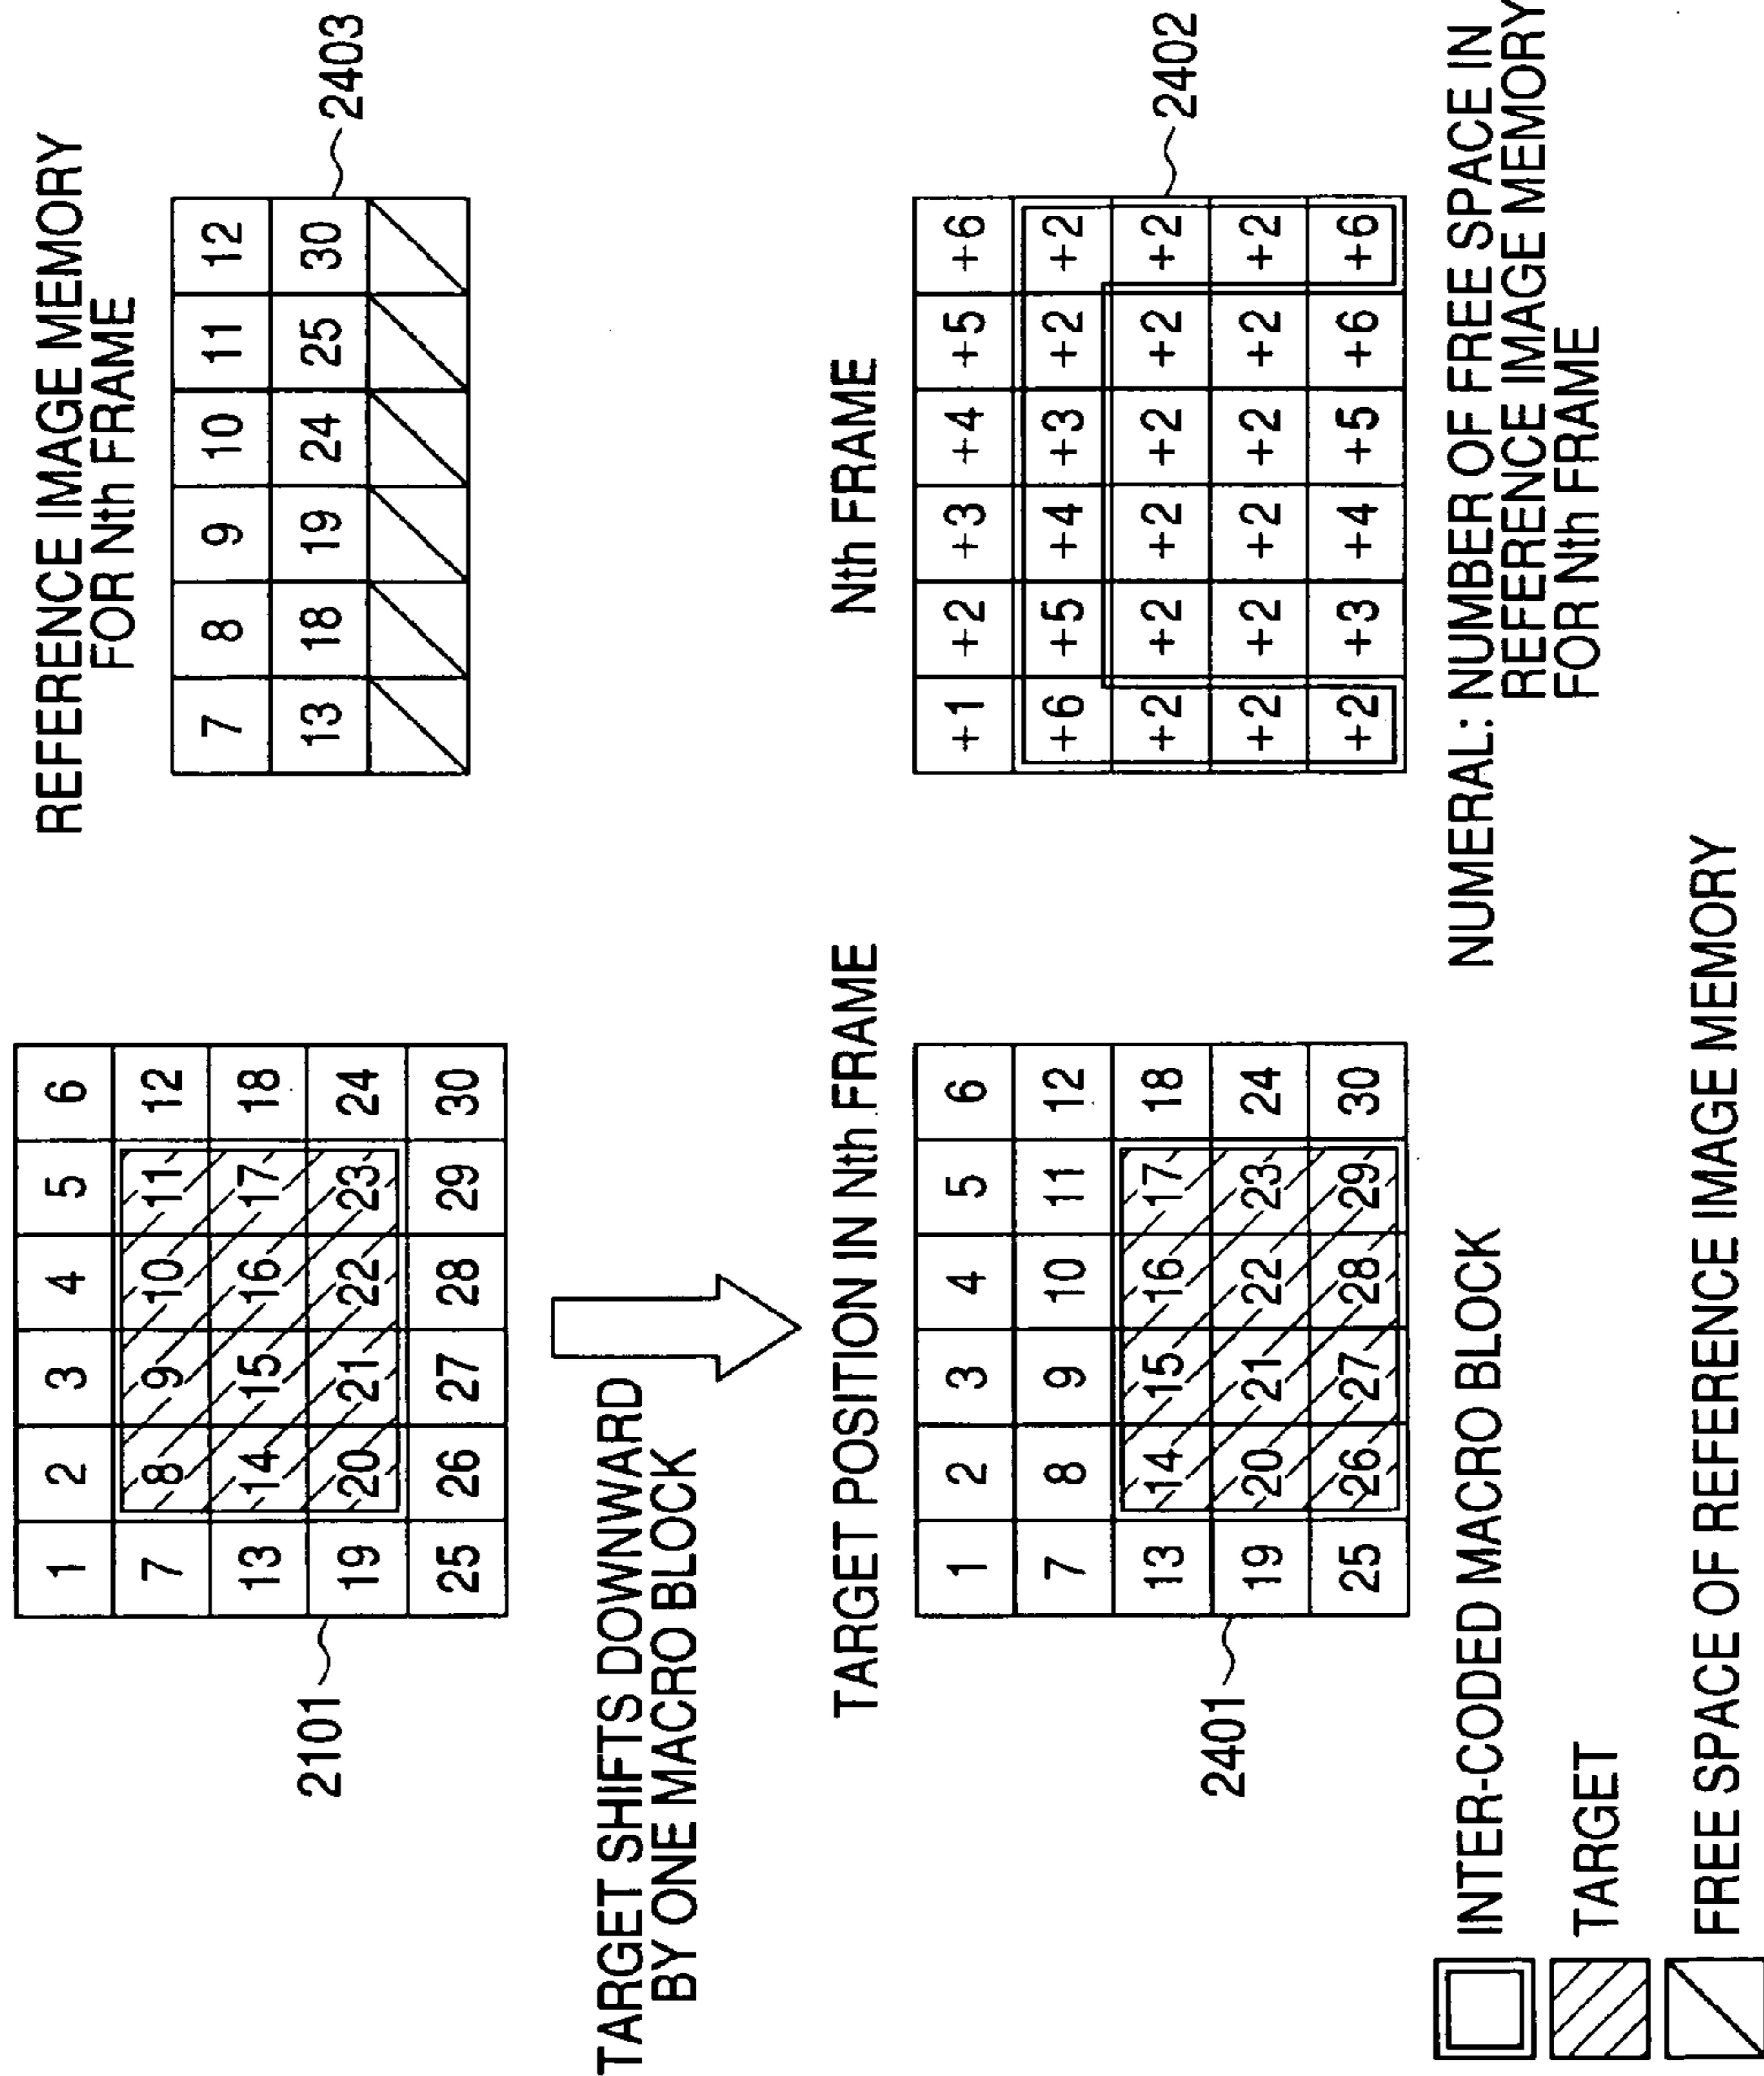 1 2 3 4 5 6
7 8 9 10 11 12
13 14 15 16 17 18
19 20 21 22 23 24
25 26 27 28 29 30
2101
REFERENCE IMAGE MEMORY
FOR Nth FRAME
7 8 9 10 11 12
13 18 19 24 25 30
2403
TARGET SHIFTS DOWNWARD
BY ONE MACRO BLOCK
TARGET POSITION IN Nth FRAME
1 2 3 4 5 6
7 8 9 10 11 12
13 14 15 16 17 18
19 20 21 22 23 24
25 26 27 28 29 30
2401
Nth FRAME
+1 +2 +3 +4 +5 +6
+6 +5 +4 +3 +2 +2
+2 +2 +2 +2 +2 +2
+2 +2 +2 +2 +2 +2
+2 +3 +4 +5 +6 +6
2402
NUMERAL: NUMBER OF FREE SPACE IN
REFERENCE IMAGE MEMORY
FOR Nth FRAME
INTER-CODED MACRO BLOCK
TARGET
FREE SPACE OF REFERENCE IMAGE MEMORY